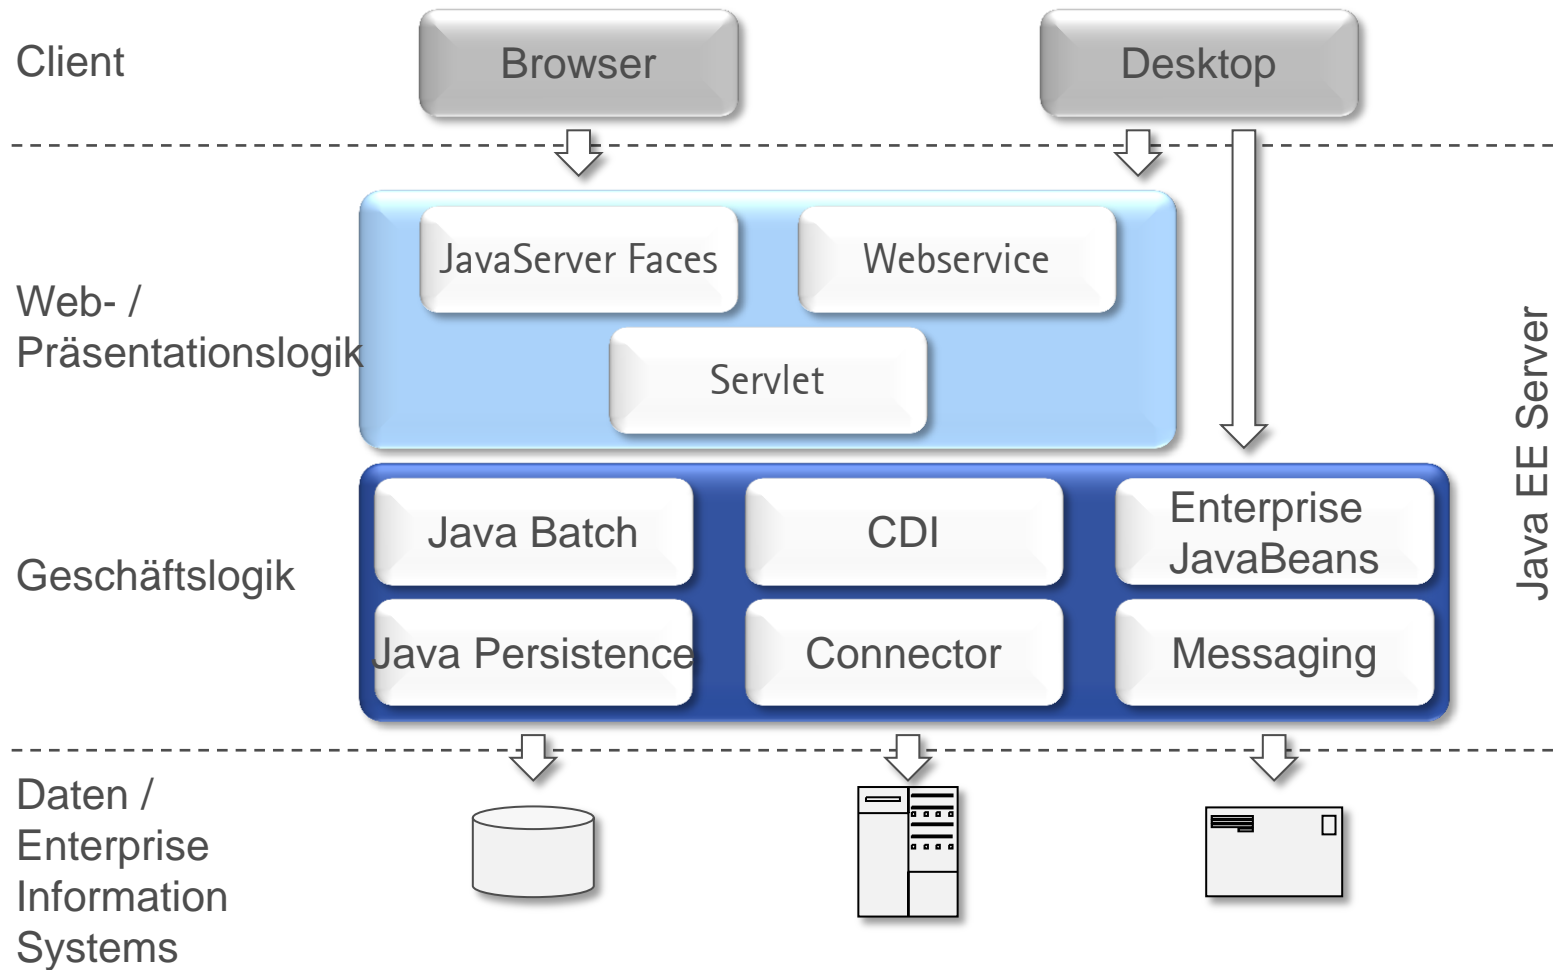 Client
Browser
Desktop
JavaServer Faces
Webservice
Web- /
Präsentationslogik
Servlet
Java EE Server
Geschäftslogik
Java Batch
CDI
Enterprise
JavaBeans
Java Persistence
Connector
Messaging
Daten /
Enterprise
Information
Systems